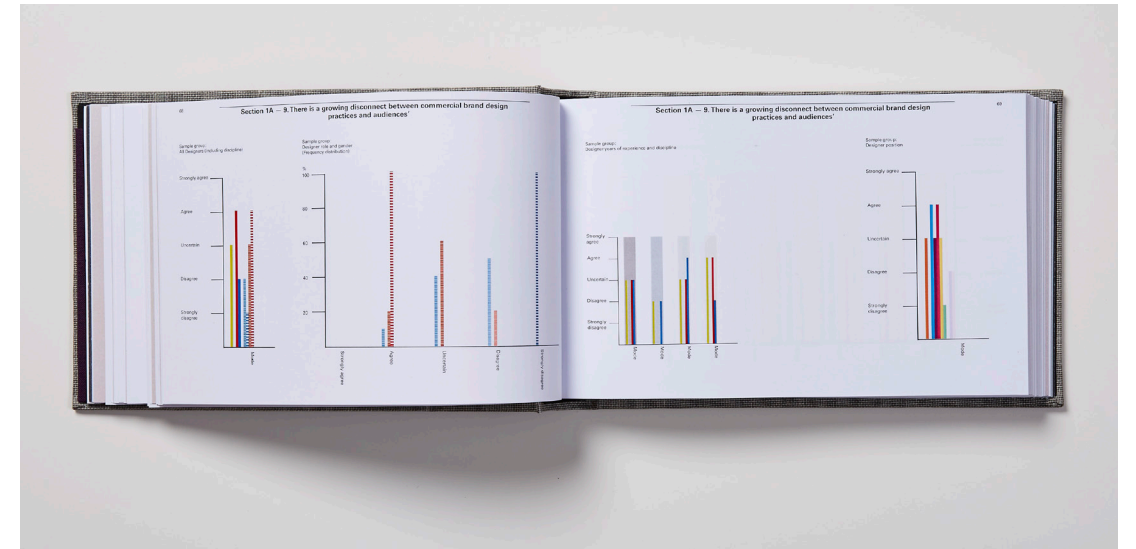 Section 1A — 9. There is a growing disconnect between commercial brand design
practices and audiences'
Sample group:
All Designers (including discipline)
Strongly agree
Agree
Uncertain
Disagree
Strongly
disagree
Mode
Sample group:
Designer role and gender
(Frequency distribution)
%
100
80
60
40
20
Strongly agree
Agree
Uncertain
Disagree
Strongly disagree
Section 1A — 9. There is a growing disconnect between commercial brand design
practices and audiences'
69
Sample group:
Designer years of experience and discipline
Strongly
agree
Agree
Uncertain
Disagree
Strongly
disagree
Mode
Mode
Mode
Mode
Sample group:
Designer position
Strongly agree
Agree
Uncertain
Disagree
Strongly
disagree
Mode